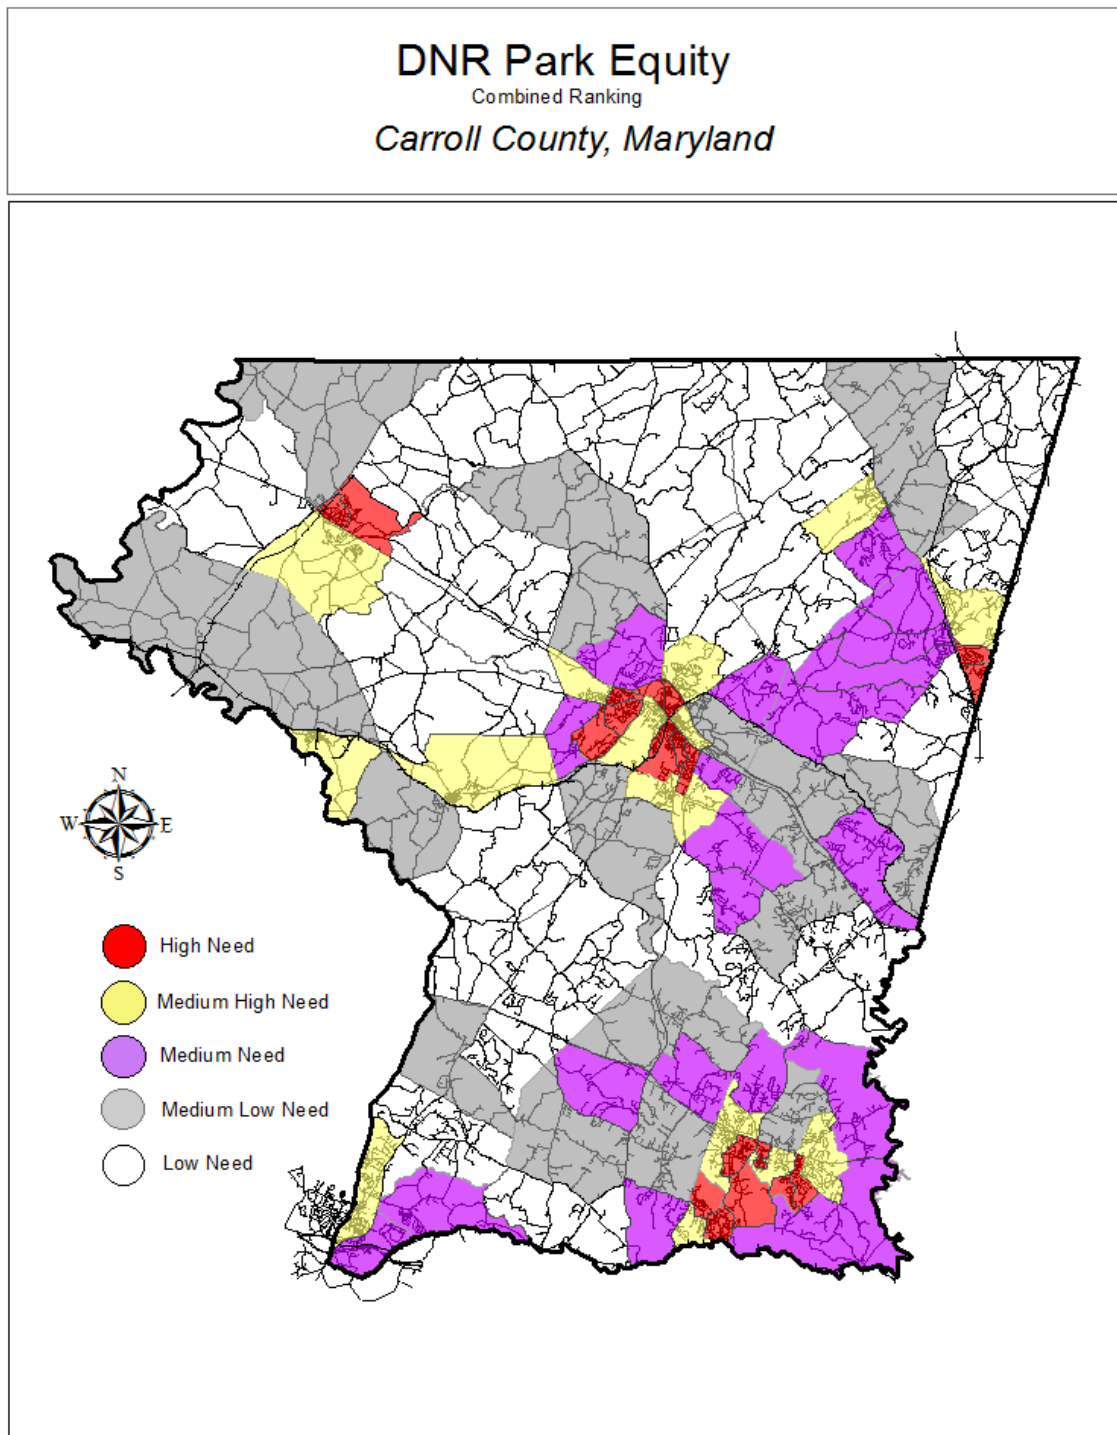 DNR Park Equity
Combined Ranking
Carroll County, Maryland
N
W E
S
High Need
Medium High Need
Medium Need
Medium Low Need
Low Need